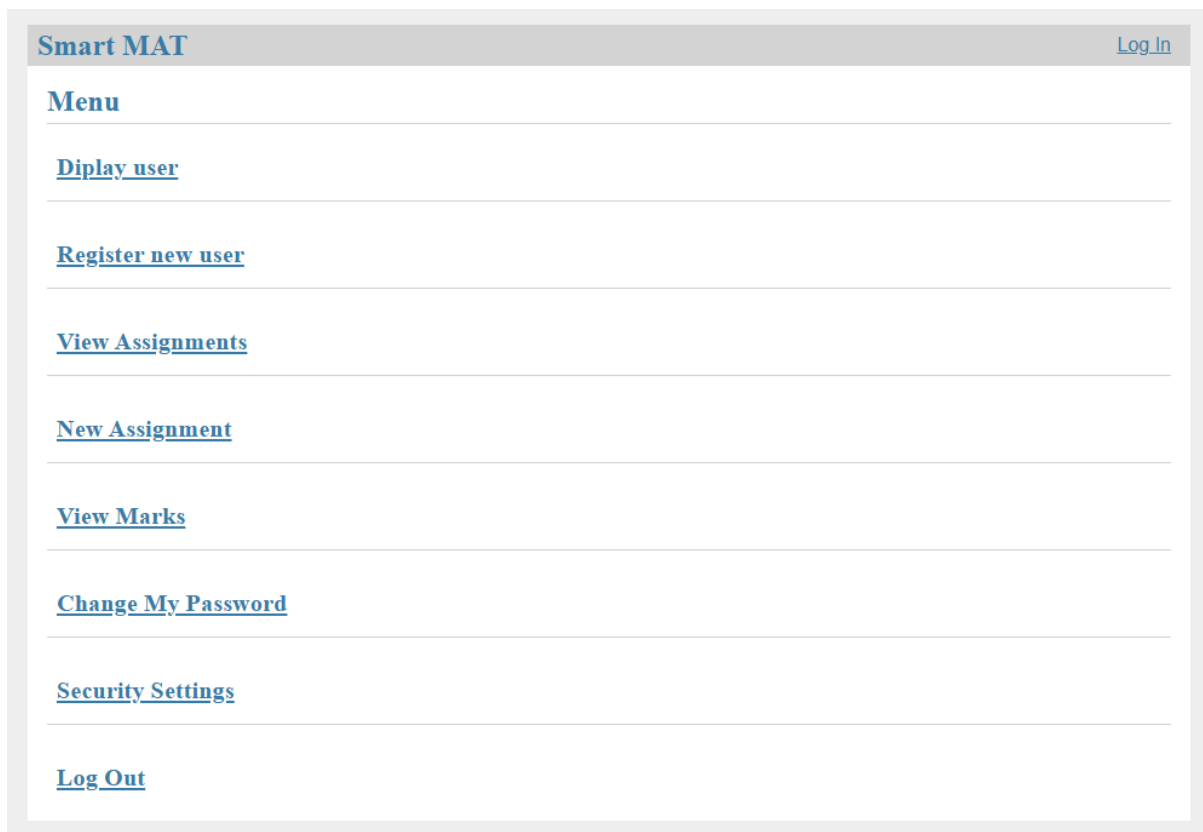 Smart MAT
Log In
Menu
Diplay user
Register new user
View Assignments
New Assignment
View Marks
Change My Password
Security Settings
Log Out